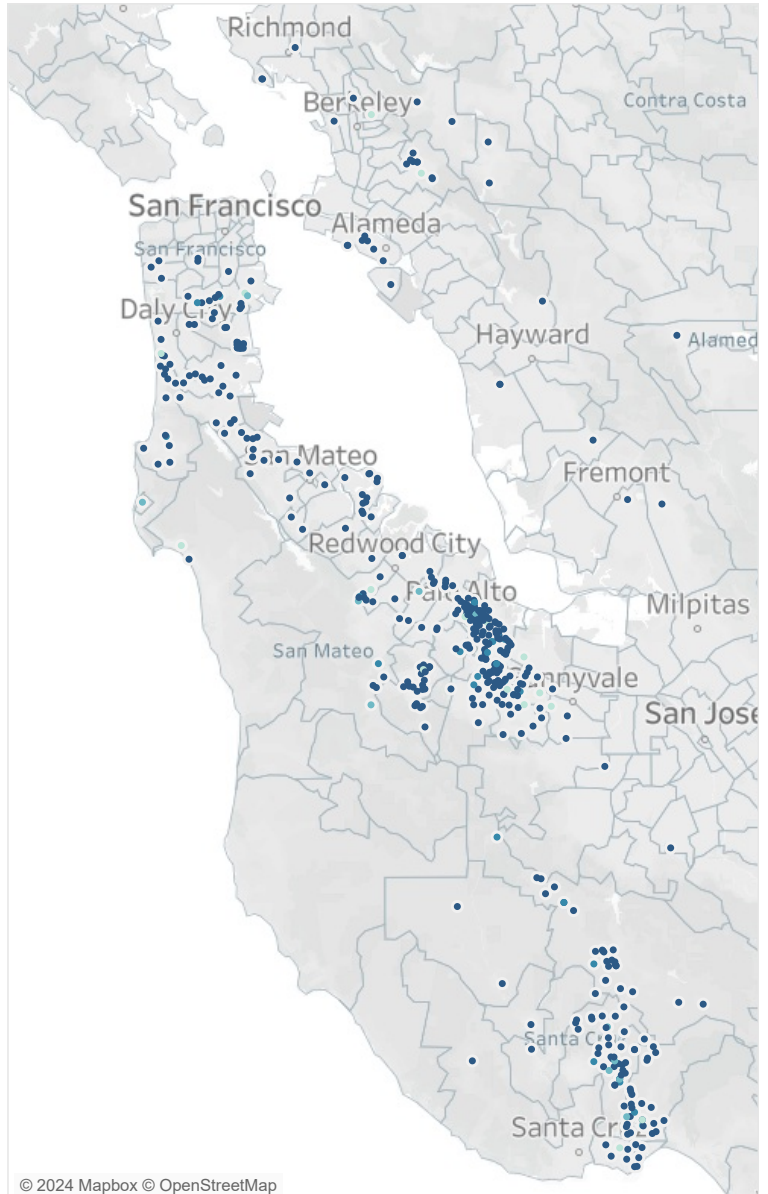 Richmond
Berkeley
Contra Costa
San Francisco
Alameda
San Francisco
Daly City
Hayward
Alamed
San Mateo
Fremont
Redwood City
Palo Alto
Milpitas
San Mateo
Sunnyvale
San Jose
Santa C
Santa Cruz
© 2024 Mapbox © OpenStreetMap